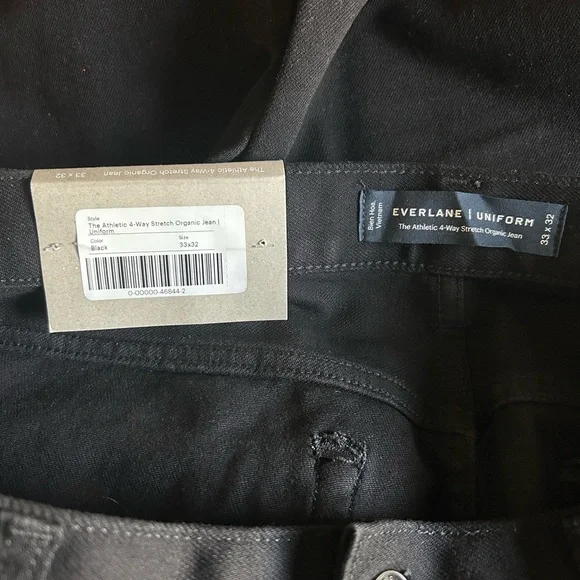 The Athletic 4-Way Stretch Organic Jean
33 x 32
Style
The Athletic 4-Way Stretch Organic Jean |
Uniform
Color
Size
Black
33x32
0-00000-46844-2
Bien Hoa,
Vietnam
EVERLANE | UNIFORM
The Athletic 4-Way Stretch Organic Jean
33 x 32